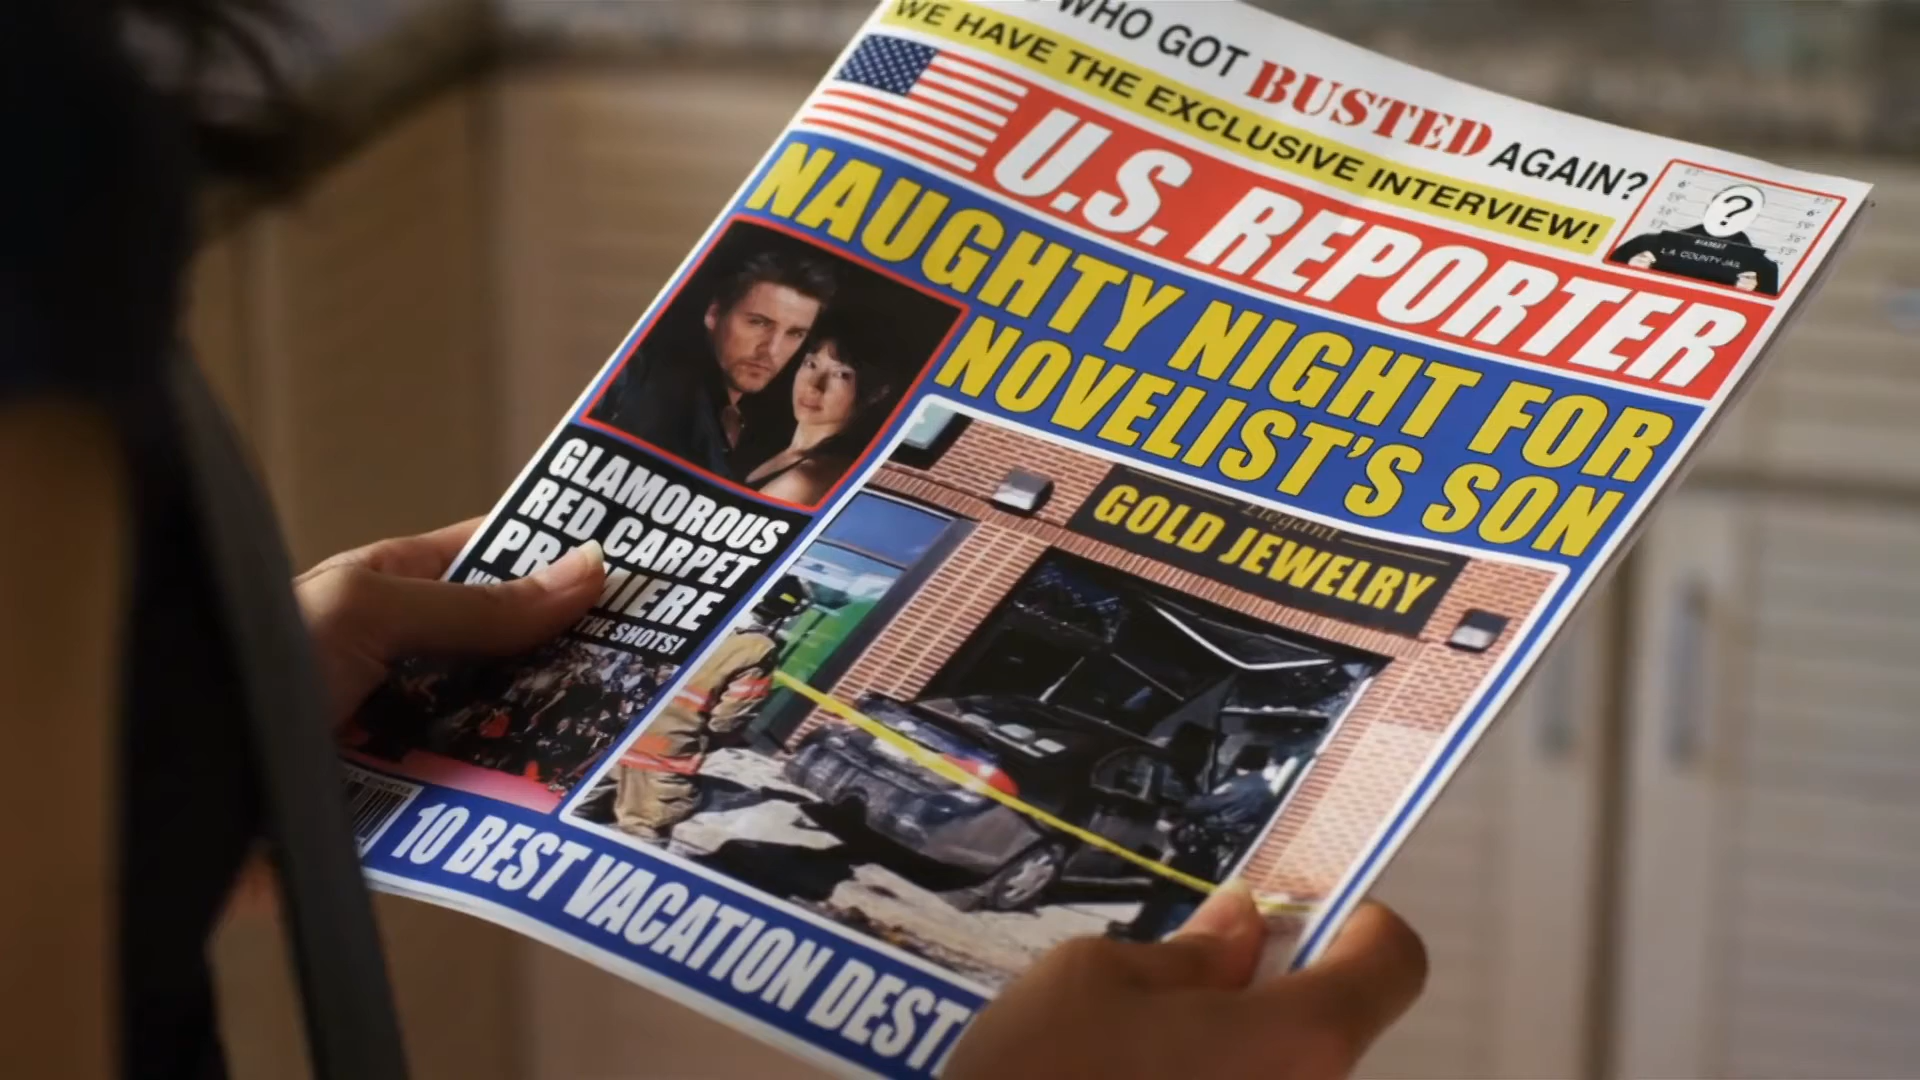 WHO GOT BUSTED AGAIN?
WE HAVE THE EXCLUSIVE INTERVIEW!
L.A. COUNTY JAIL
U.S. REPORTER
NAUGHTY NIGHT FOR
NOVELIST'S SON
GLAMOROUS
RED CARPET
PR MIERE
THE SHOTS!
Elegant
GOLD JEWELRY
10 BEST VACATION DEST